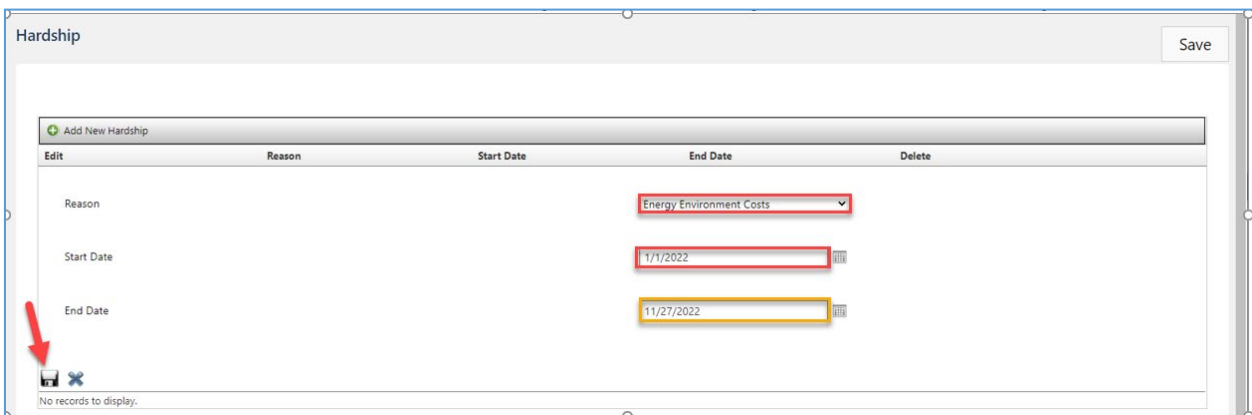 Hardship
Save
Add New Hardship
Edit Reason Start Date End Date Delete
Reason Energy Environment Costs
Start Date 1/1/2022
End Date 11/27/2022
No records to display.